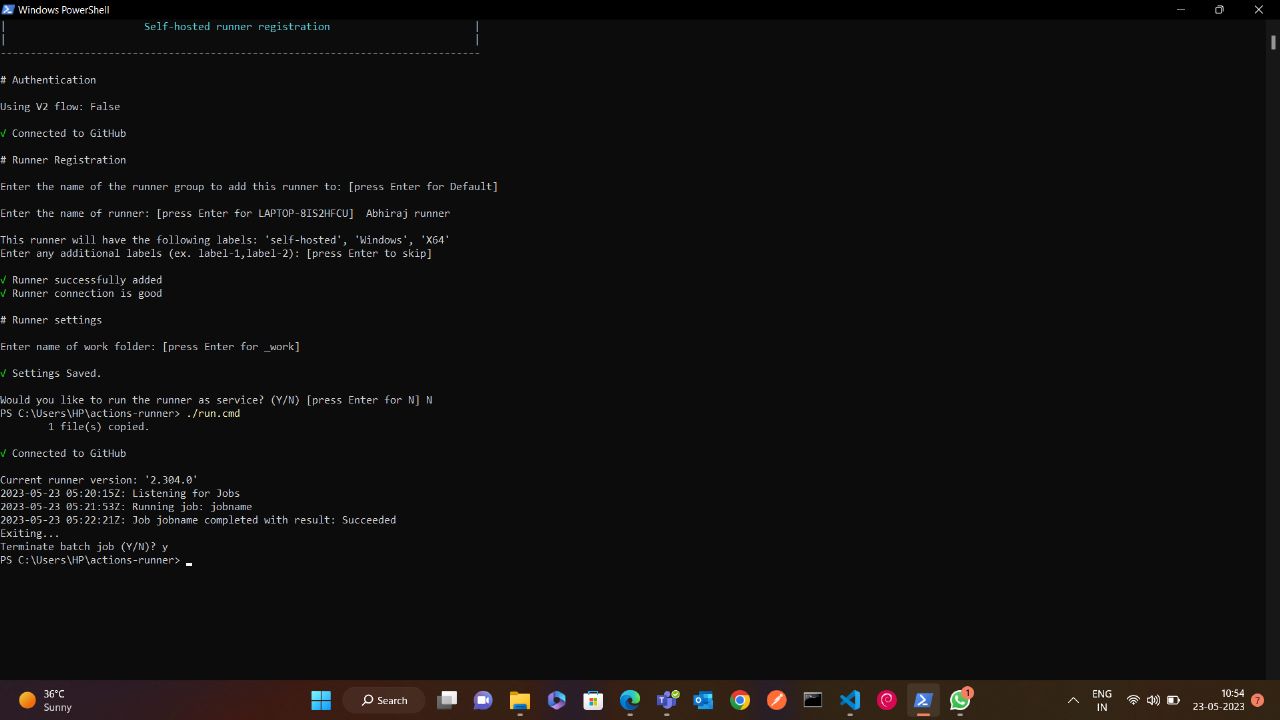 Windows PowerShell
| Self-hosted runner registration |
| |
--------------------------------------------------------------------------------
# Authentication
Using V2 flow: False
√ Connected to GitHub
# Runner Registration
Enter the name of the runner group to add this runner to: [press Enter for Default]
Enter the name of runner: [press Enter for LAPTOP-8IS2HFCU] Abhiraj runner
This runner will have the following labels: 'self-hosted', 'Windows', 'X64'
Enter any additional labels (ex. label-1,label-2): [press Enter to skip]
√ Runner successfully added
√ Runner connection is good
# Runner settings
Enter name of work folder: [press Enter for _work]
√ Settings Saved.
Would you like to run the runner as service? (Y/N) [press Enter for N] N
PS C:\Users\HP\actions-runner> ./run.cmd
1 file(s) copied.
√ Connected to GitHub
Current runner version: '2.304.0'
2023-05-23 05:20:15Z: Listening for Jobs
2023-05-23 05:21:53Z: Running job: jobname
2023-05-23 05:22:21Z: Job jobname completed with result: Succeeded
Exiting...
Terminate batch job (Y/N)? y
PS C:\Users\HP\actions-runner>
36°C
Sunny
Search
1
ENG
IN
10:54
23-05-2023
7